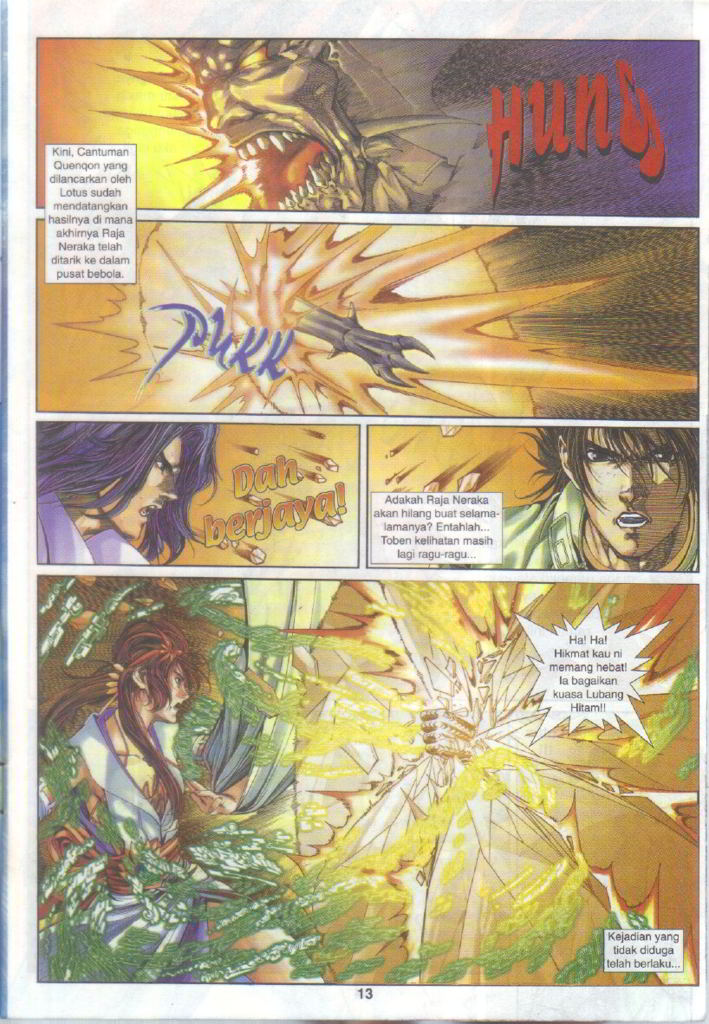 HUNG
Kini, Cantuman
Quenqon yang
dilancarkan oleh
Lotus sudah
mendatangkan
hasilnya di mana
akhirnya Raja
Neraka telah
ditarik ke dalam
pusat bebola.
PUKK
Dah
berjaya!
Adakah Raja Neraka
akan hilang buat selama-
lamanya? Entahlah...
Toben kelihatan masih
lagi ragu-ragu...
Ha! Ha!
Hikmat kau ni
memang hebat!
Ia bagaikan
kuasa Lubang
Hitam!!
Kejadian yang
tidak diduga
telah berlaku...
13